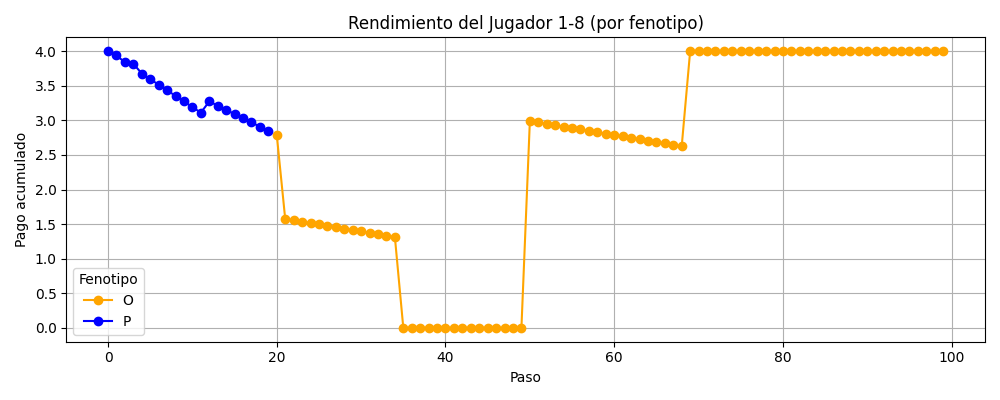 Rendimiento del Jugador 1-8 (por fenotipo)
Pago acumulado
4.0
3.5
3.0
2.5
2.0
1.5
1.0
0.5
0.0
Fenotipo
O
P
0 20 40 60 80 100
Paso